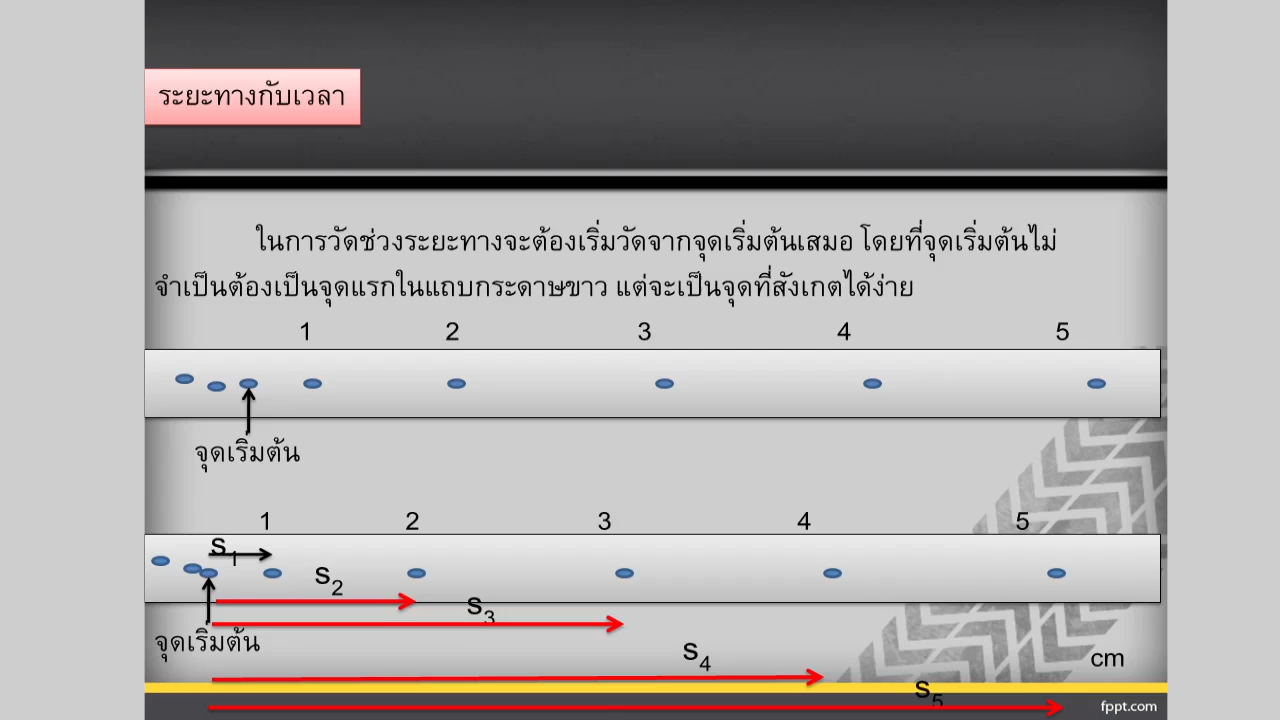 ระยะทางกับเวลา
ในการวัดช่วงระยะทางจะต้องเริ่มวัดจากจุดเริ่มต้นเสมอ โดยที่จุดเริ่มต้นไม่
จำเป็นต้องเป็นจุดแรกในแถบกระดาษขาว แต่จะเป็นจุดที่สังเกตได้ง่าย
1 2 3 4 5
จุดเริ่มต้น
1 2 3 4 5
s1
s2
s3
จุดเริ่มต้น
s4
cm
s5
fppt.com